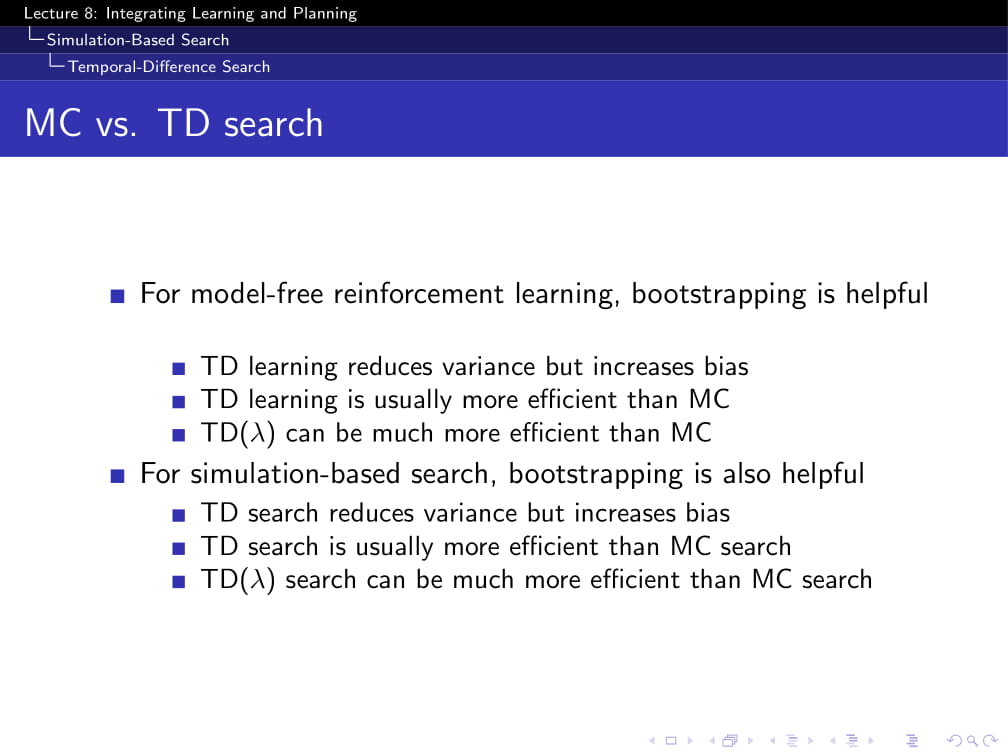 Lecture 8: Integrating Learning and Planning
Simulation-Based Search
Temporal-Difference Search
MC vs. TD search
For model-free reinforcement learning, bootstrapping is helpful
TD learning reduces variance but increases bias
TD learning is usually more efficient than MC
TD(λ) can be much more efficient than MC
For simulation-based search, bootstrapping is also helpful
TD search reduces variance but increases bias
TD search is usually more efficient than MC search
TD(λ) search can be much more efficient than MC search